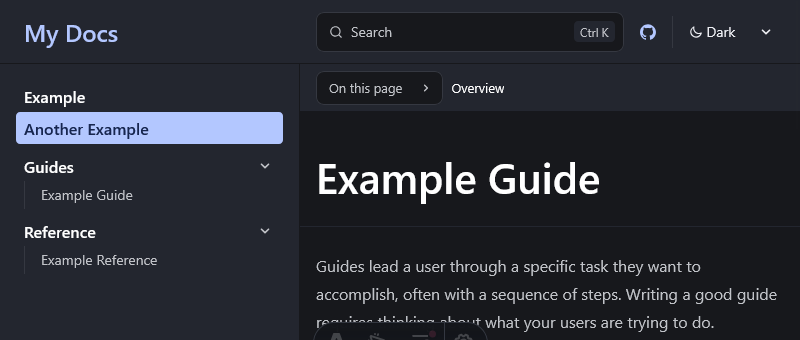 My Docs
Search
Ctrl K
Dark
Example
Another Example
Guides
Example Guide
Reference
Example Reference
On this page
Overview
Example Guide
Guides lead a user through a specific task they want to
accomplish, often with a sequence of steps. Writing a good guide
requires thinking about what your users are trying to do.